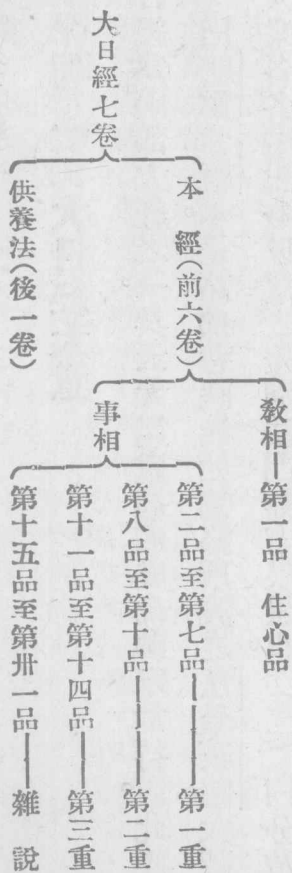 大日經七卷
本　經(前六卷)
敎相—第一品　住心品
事相
第二品至第七品———第一重
第八品至第十品———第二重
第十一品至第十四品——第三重
第十五品至第卅一品——雜　說
供養法(後一卷)